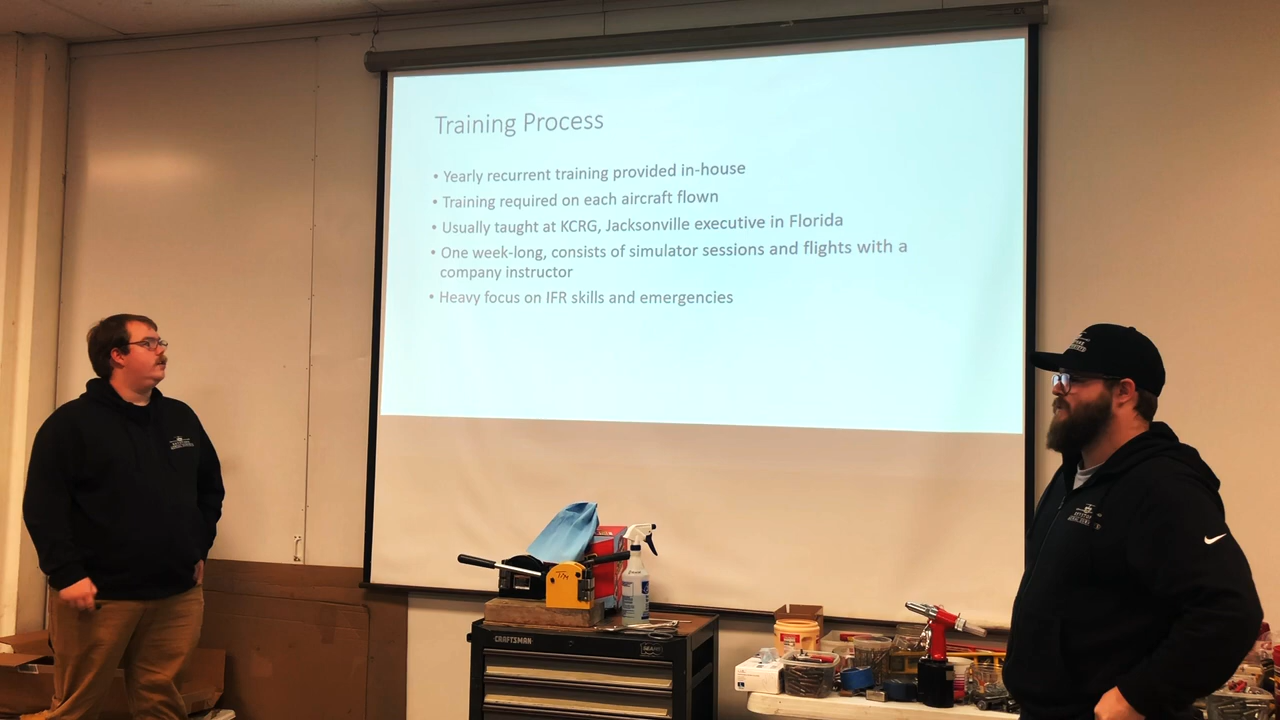 Training Process
• Yearly recurrent training provided in-house
• Training required on each aircraft flown
• Usually taught at KCRG, Jacksonville executive in Florida
• One week-long, consists of simulator sessions and flights with a
company instructor
• Heavy focus on IFR skills and emergencies
CRAFTSMAN
SEARS